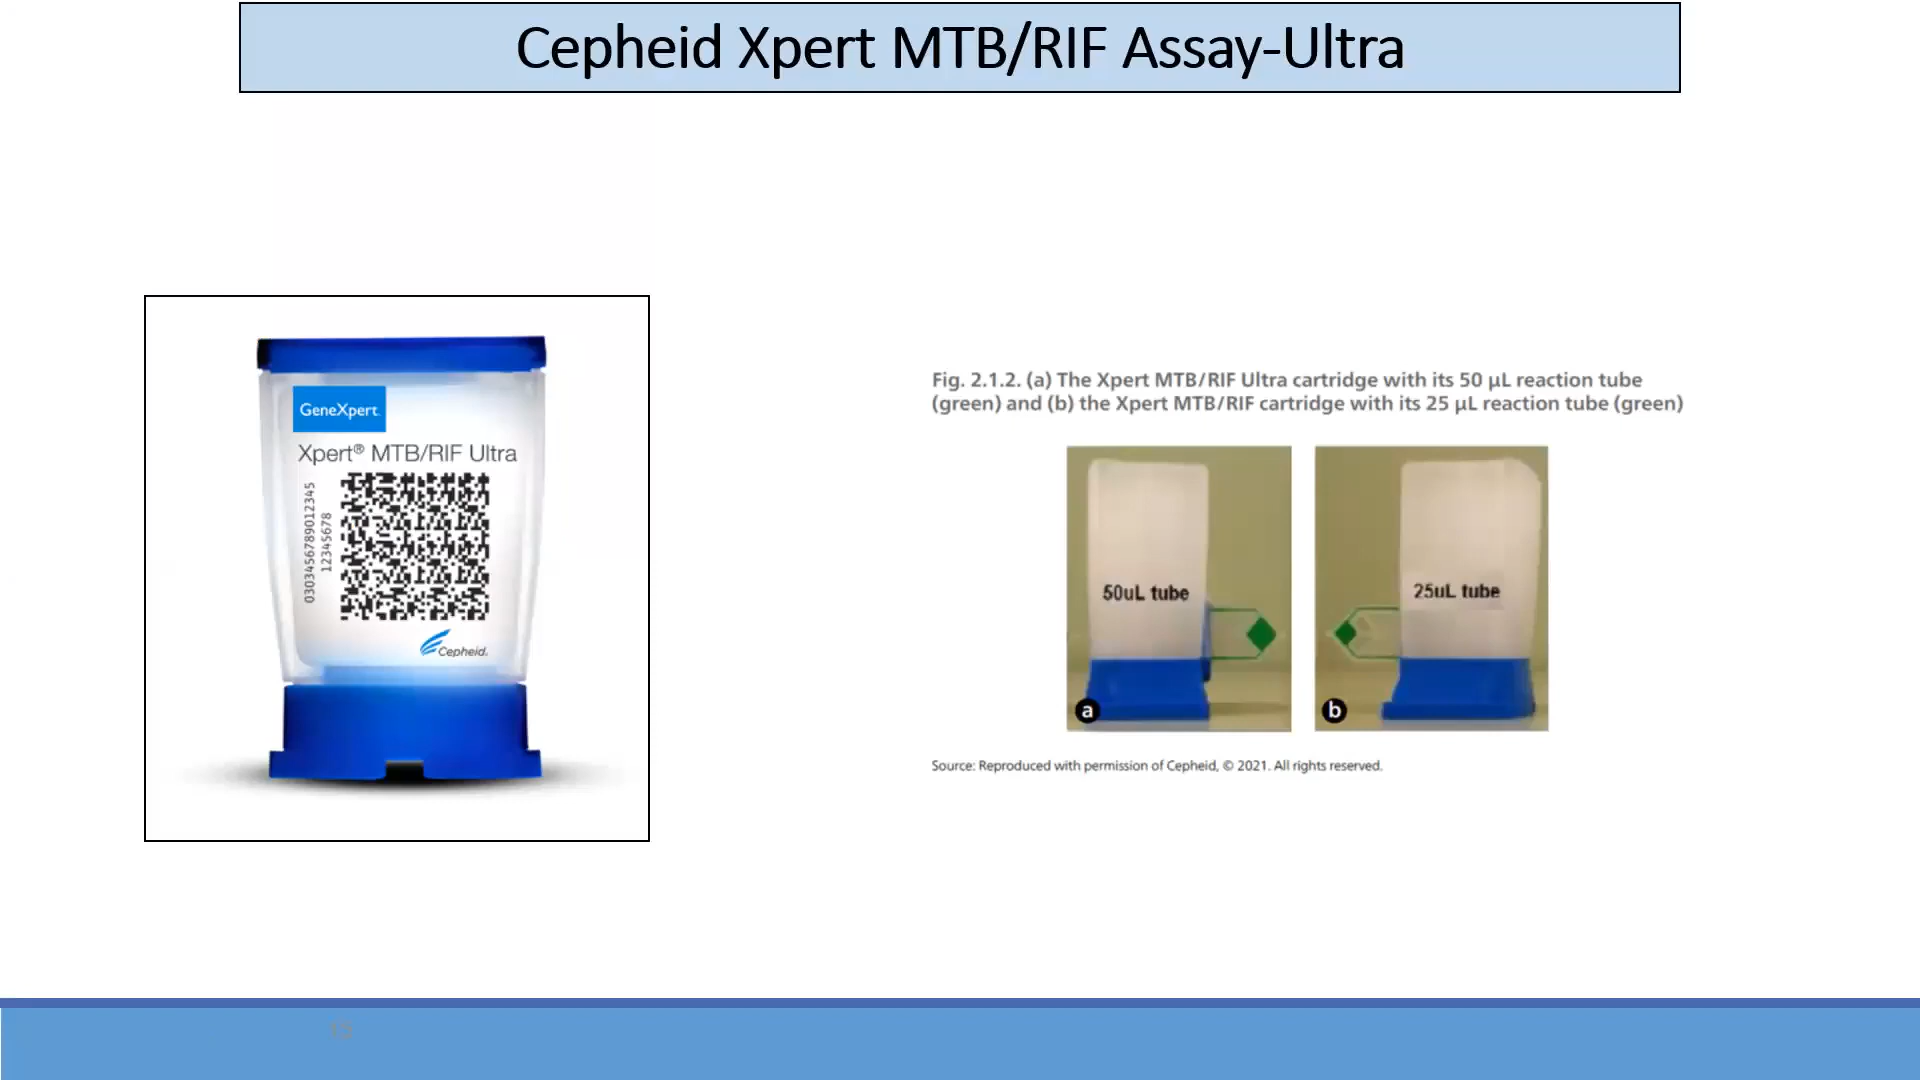 Cepheid Xpert MTB/RIF Assay-Ultra
GeneXpert
Xpert® MTB/RIF Ultra
0303456789012345
12345678
Cepheid.
Fig. 2.1.2. (a) The Xpert MTB/RIF Ultra cartridge with its 50 µL reaction tube
(green) and (b) the Xpert MTB/RIF cartridge with its 25 µL reaction tube (green)
50uL tube
25uL tube
a
b
Source: Reproduced with permission of Cepheid, © 2021. All rights reserved.
13